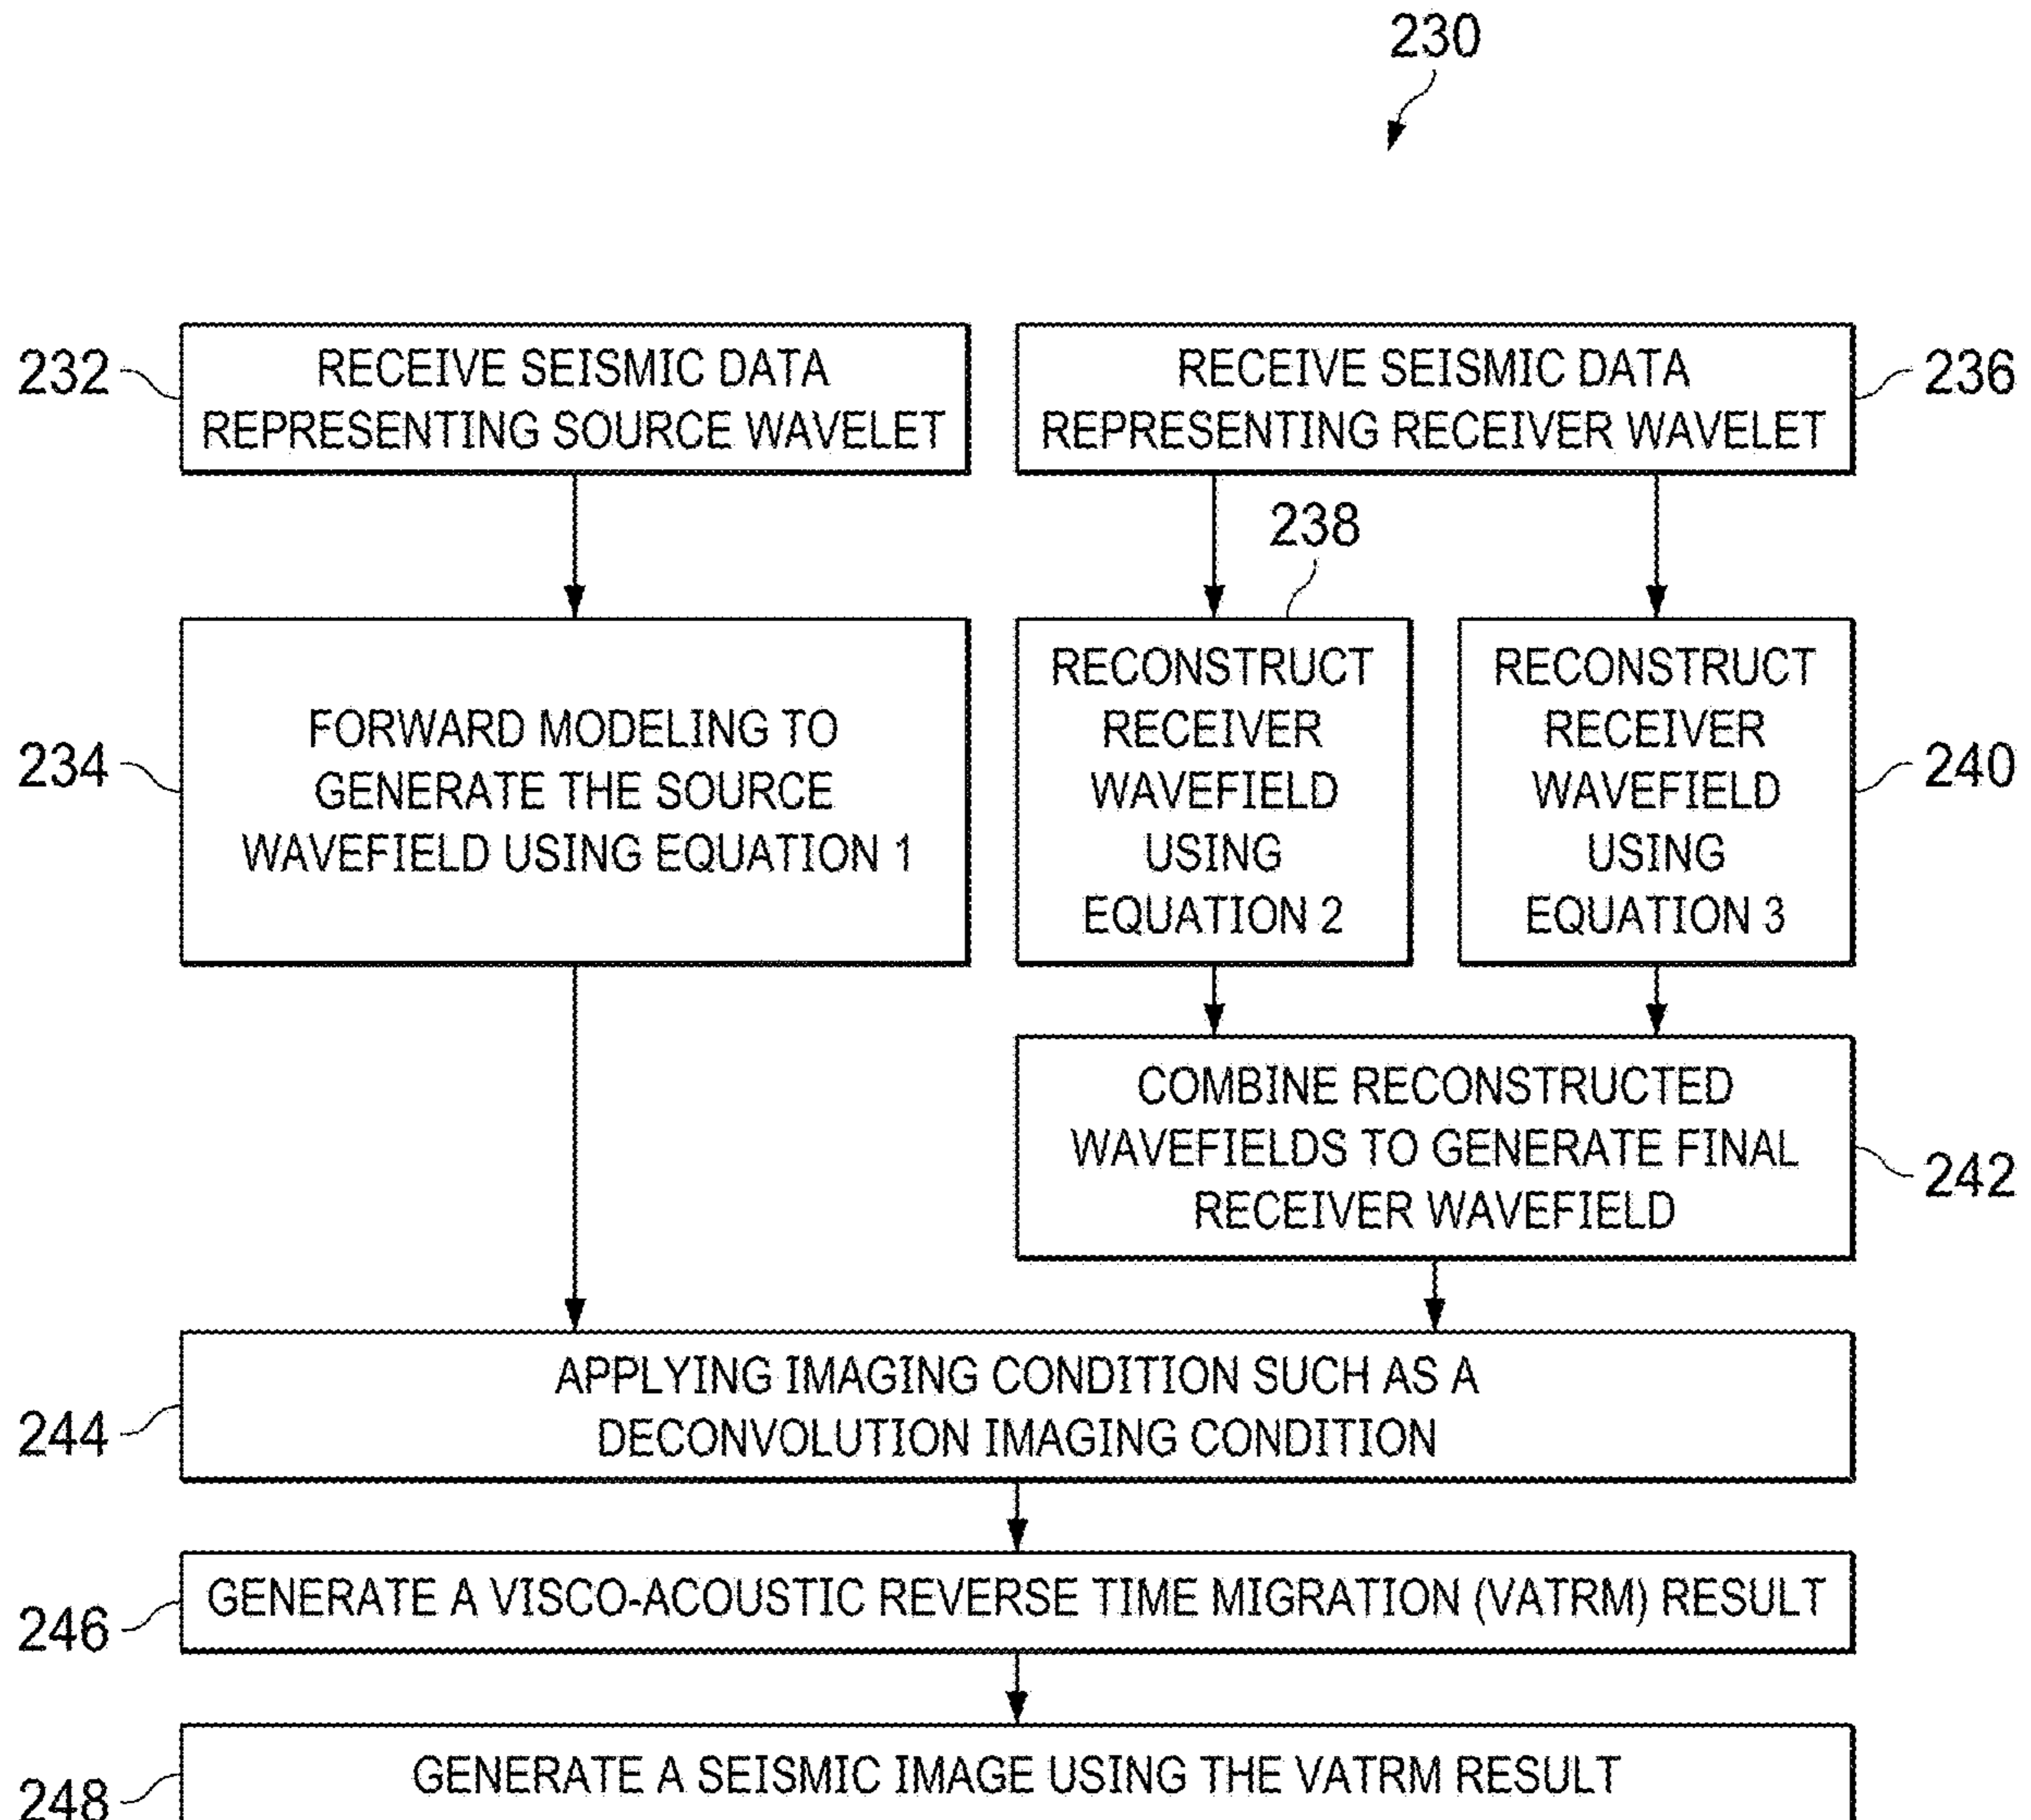 230
232
RECEIVE SEISMIC DATA
REPRESENTING SOURCE WAVELET
RECEIVE SEISMIC DATA
REPRESENTING RECEIVER WAVELET
236
238
234
FORWARD MODELING TO
GENERATE THE SOURCE
WAVEFIELD USING EQUATION 1
RECONSTRUCT
RECEIVER
WAVEFIELD
USING
EQUATION 2
RECONSTRUCT
RECEIVER
WAVEFIELD
USING
EQUATION 3
240
COMBINE RECONSTRUCTED
WAVEFIELDS TO GENERATE FINAL
RECEIVER WAVEFIELD
242
244
APPLYING IMAGING CONDITION SUCH AS A
DECONVOLUTION IMAGING CONDITION
246
GENERATE A VISCO-ACOUSTIC REVERSE TIME MIGRATION (VATRM) RESULT
248
GENERATE A SEISMIC IMAGE USING THE VATRM RESULT